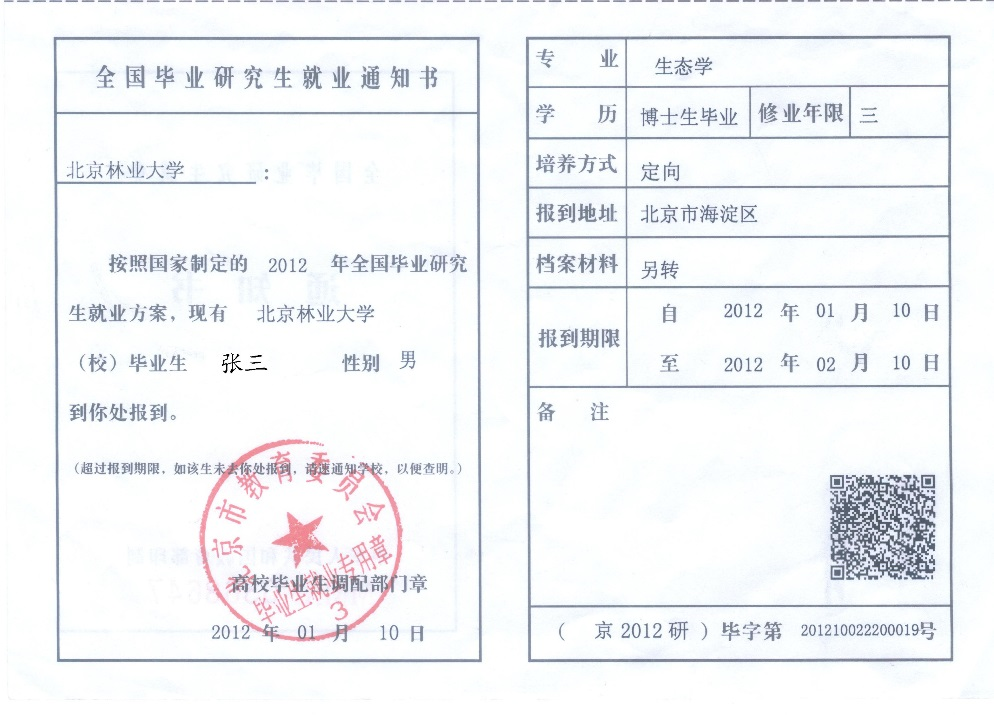 全国毕业研究生就业通知书
北京林业大学：
按照国家制定的 2012 年全国毕业研究
生就业方案，现有 北京林业大学
（校）毕业生 张三 性别 男
到你处报到。
（超过报到期限，如该生未去你处报到，请速通知学校，以便查明。）
北京市教育委员会
毕业生就业专用章
3
高校毕业生调配部门章
2012 年 01 月 10 日
专业 生态学
学历 博士生毕业 修业年限 三
培养方式 定向
报到地址 北京市海淀区
档案材料 另转
报到期限 自 2012 年 01 月 10 日
至 2012 年 02 月 10 日
备注
（ 京 2012 研 ）毕字第 201210022200019号